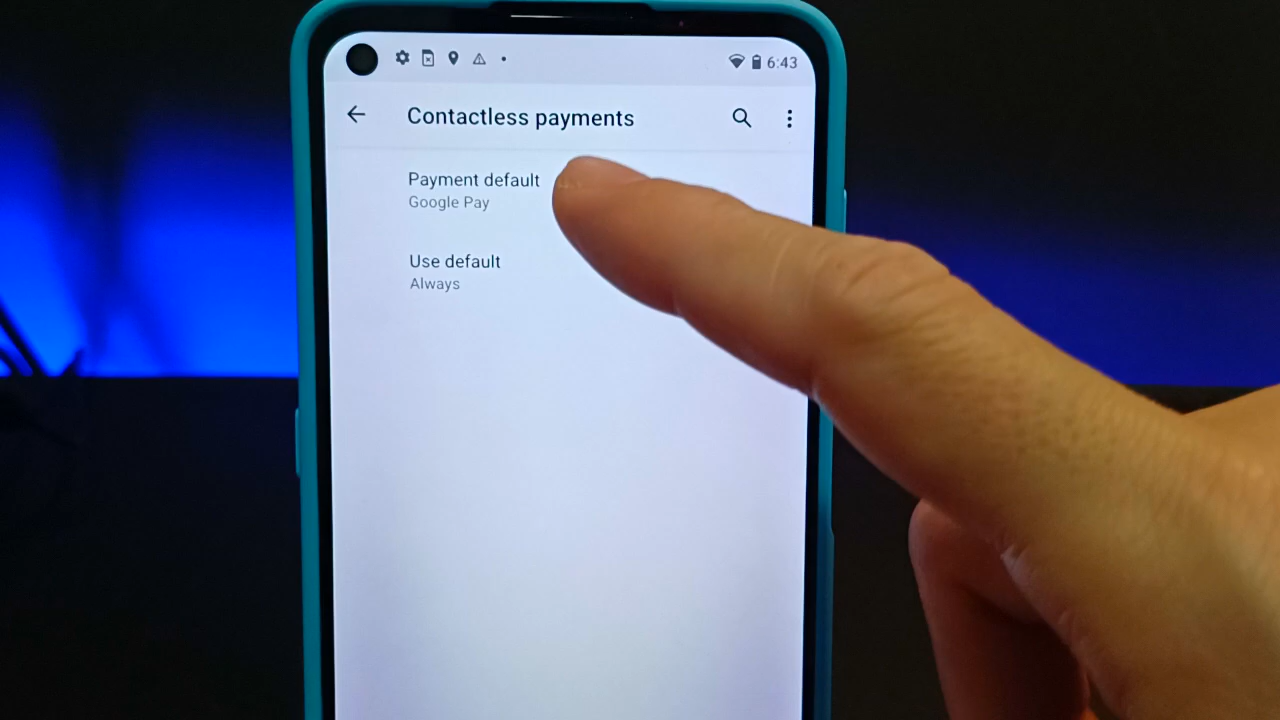 6:43
Contactless payments
Payment default
Google Pay
Use default
Always